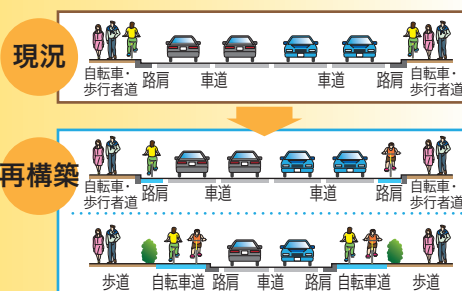 現況
自転車・ 路肩 車道 車道 路肩 自転車・
歩行者道 歩行者道
再構築
自転車・ 路肩 車道 車道 路肩 自転車・
歩行者道 歩行者道
歩道 自転車道 路肩 車道 路肩 自転車道 歩道